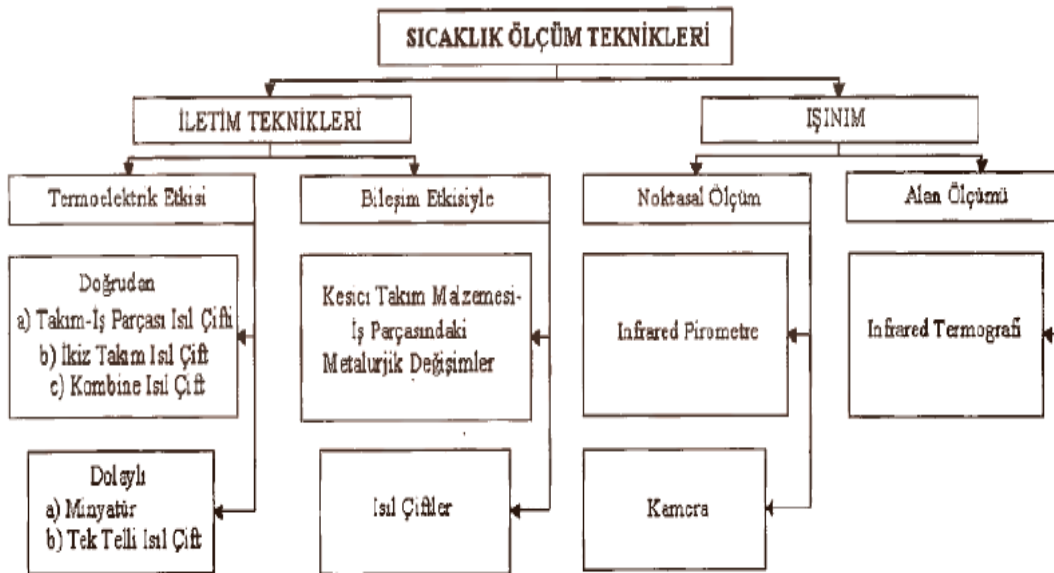 SICAKLIK ÖLÇÜM TEKNİKLERİ
İLETİM TEKNİKLERİ
IŞINIM
Termoelektrik Etkisi
Bileşim Etkisiyle
Noktasal Ölçüm
Alan Ölçümü
Doğrudan
a) Takım-İş Parçası Isıl Çifti
b) İkiz Takım Isıl Çift
c) Kombine Isıl Çift
Kesici Takım Malzemesi-
İş Parçasındaki
Metalurjik Değişimler
Infrared Pirometre
Infrared Termografi
Dolaylı
a) Minyatür
b) Tek Telli Isıl Çift
Isıl Çiftler
Kamera